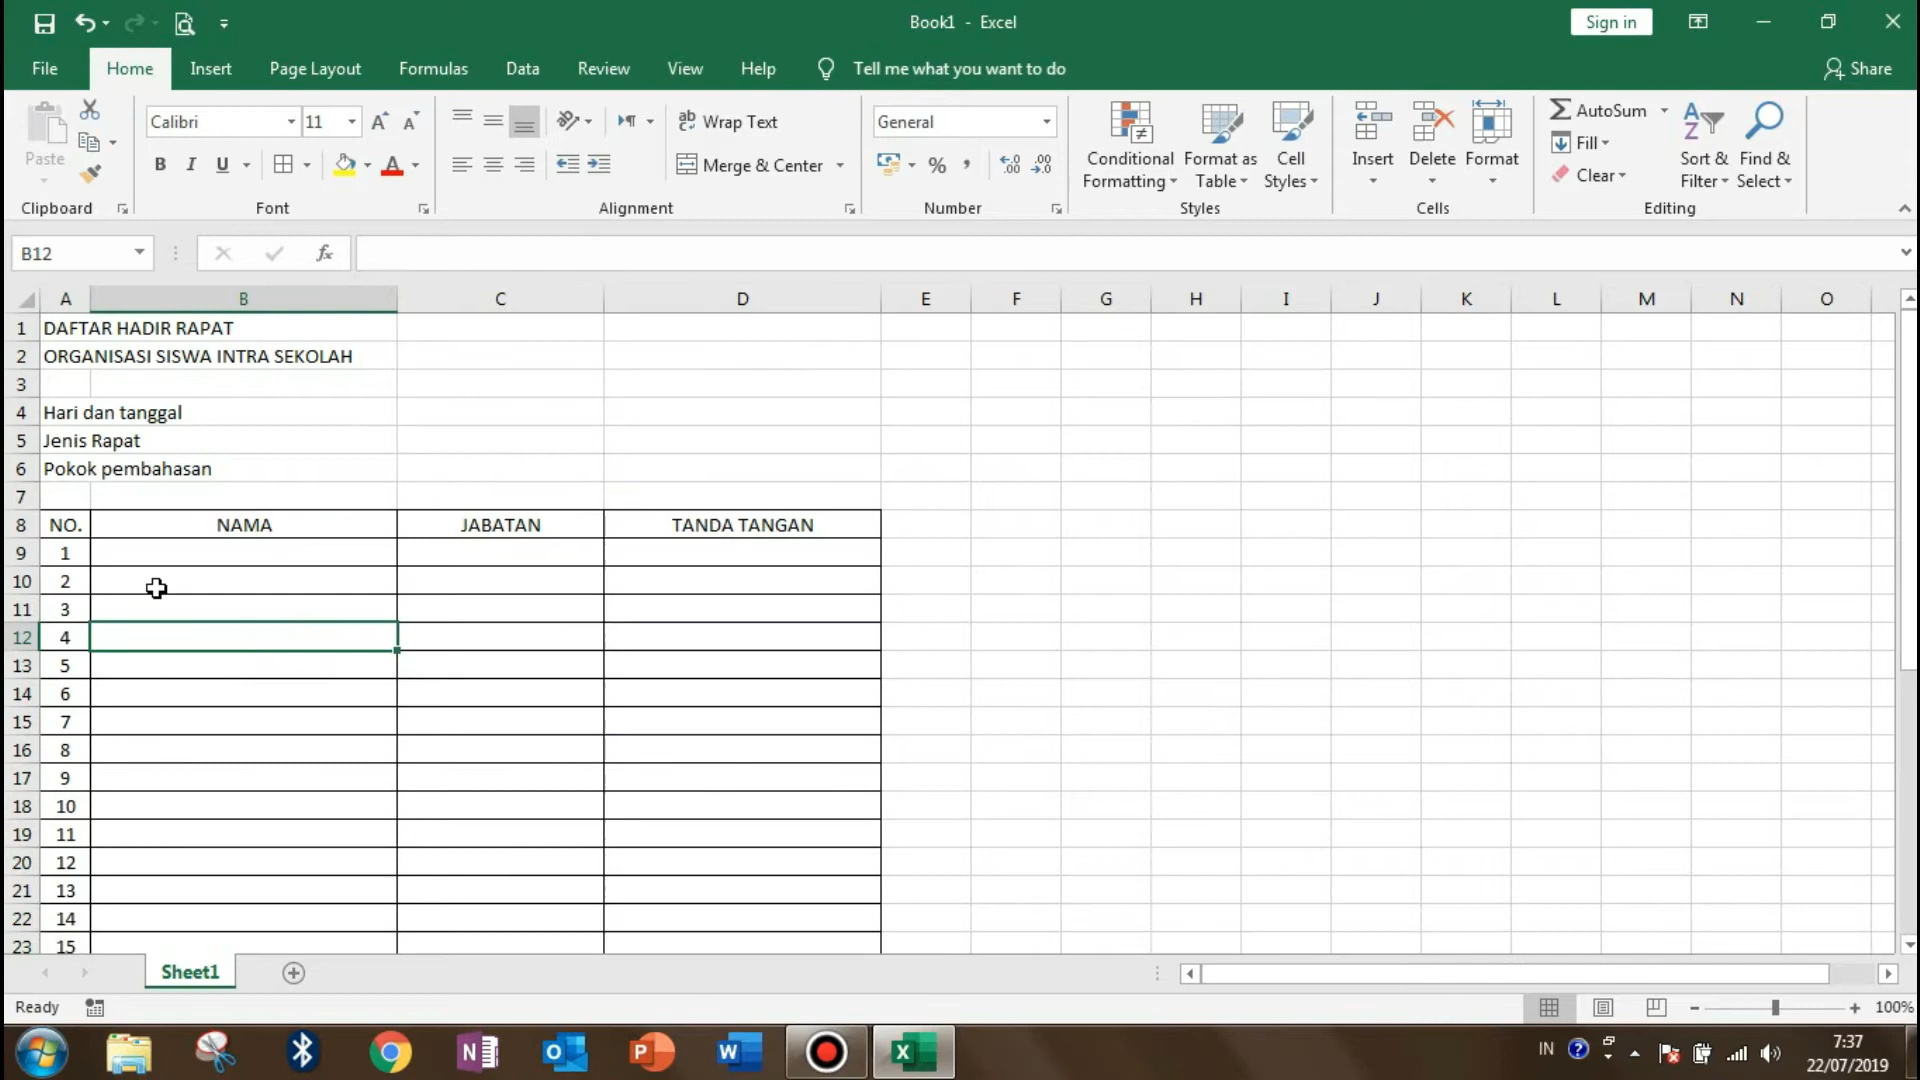 Book1 - Excel
Sign in
File Home Insert Page Layout Formulas Data Review View Help Tell me what you want to do Share
Paste
Calibri 11
B I U
Wrap Text
Merge & Center
General
% ,
Conditional Formatting
Format as Table
Cell Styles
Insert Delete Format
AutoSum
Fill
Clear
Sort & Filter
Find & Select
Clipboard Font Alignment Number Styles Cells Editing
B12 fx
A B C D E F G H I J K L M N O
1 DAFTAR HADIR RAPAT
2 ORGANISASI SISWA INTRA SEKOLAH
3
4 Hari dan tanggal
5 Jenis Rapat
6 Pokok pembahasan
7
8 NO. NAMA JABATAN TANDA TANGAN
9 1
10 2
11 3
12 4
13 5
14 6
15 7
16 8
17 9
18 10
19 11
20 12
21 13
22 14
23 15
Sheet1
Ready 100%
IN 7:37
22/07/2019